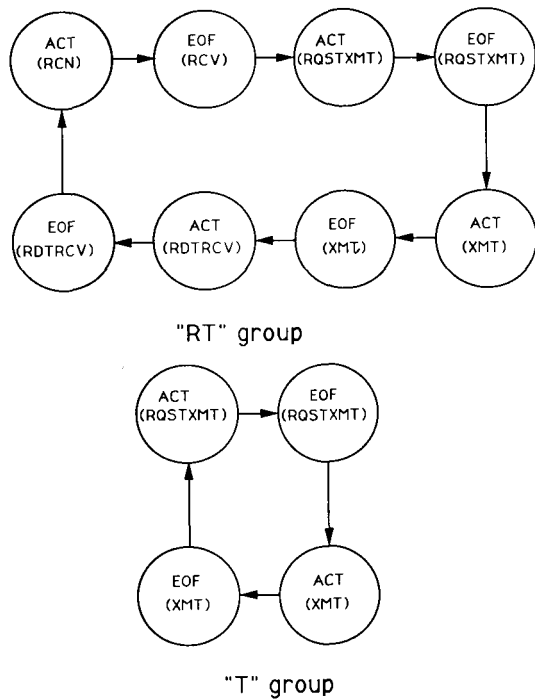 ACT
(RCN)
EOF
(RCV)
ACT
(RQSTXMT)
EOF
(RQSTXMT)
EOF
(RDTRCV)
ACT
(RDTRCV)
EOF
(XMT)
ACT
(XMT)
"RT" group
ACT
(RQSTXMT)
EOF
(RQSTXMT)
EOF
(XMT)
ACT
(XMT)
"T" group